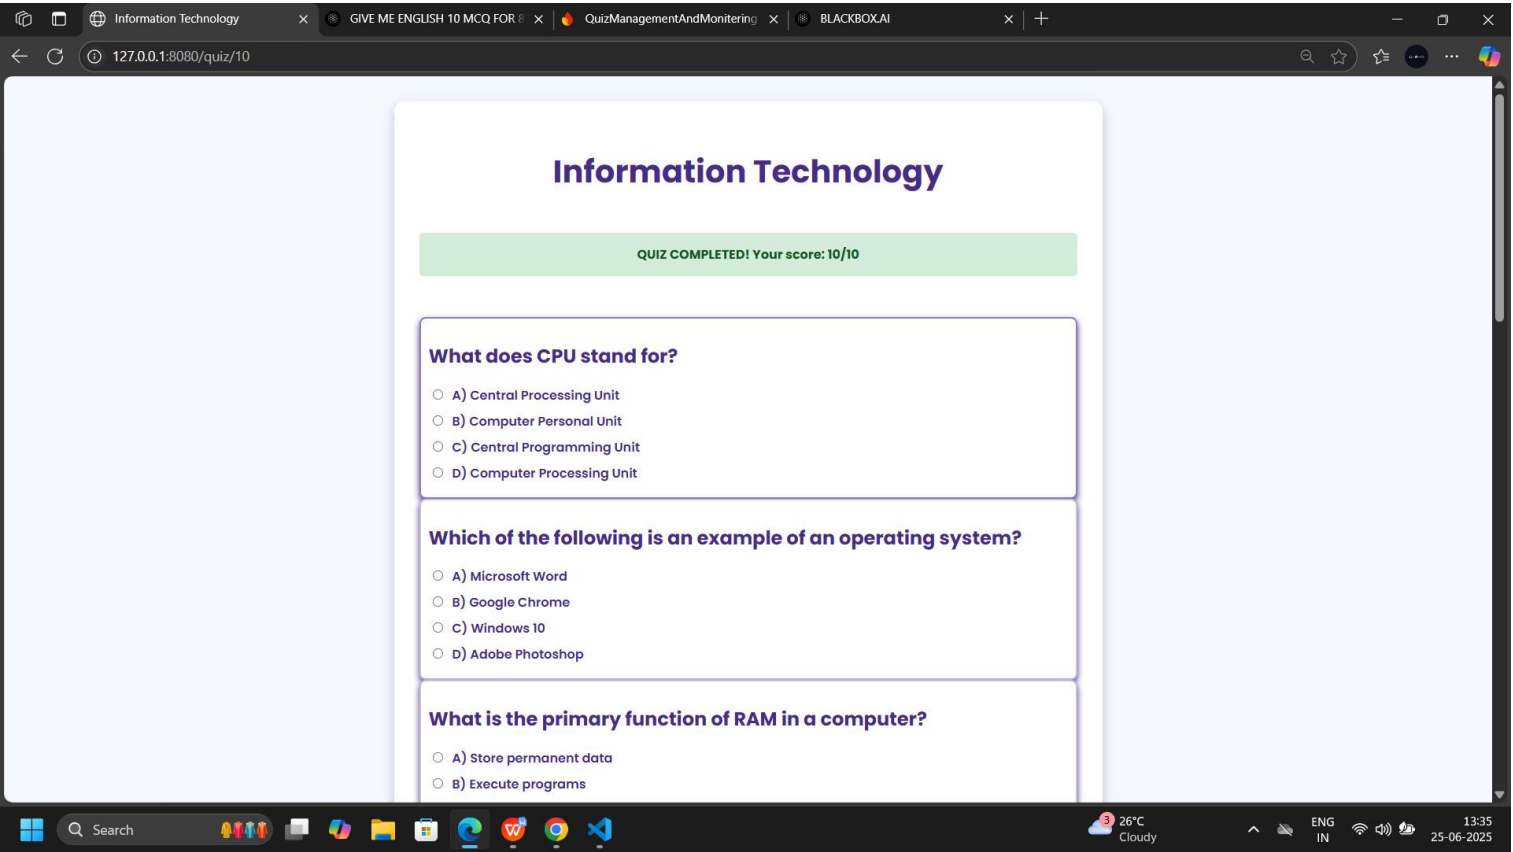 Information Technology
GIVE ME ENGLISH 10 MCQ FOR 8
QuizManagementAndMonitering
BLACKBOX.AI
127.0.0.1:8080/quiz/10
Information Technology
QUIZ COMPLETED! Your score: 10/10
What does CPU stand for?
A) Central Processing Unit
B) Computer Personal Unit
C) Central Programming Unit
D) Computer Processing Unit
Which of the following is an example of an operating system?
A) Microsoft Word
B) Google Chrome
C) Windows 10
D) Adobe Photoshop
What is the primary function of RAM in a computer?
A) Store permanent data
B) Execute programs
Search
3
26°C
Cloudy
ENG
IN
13:35
25-06-2025